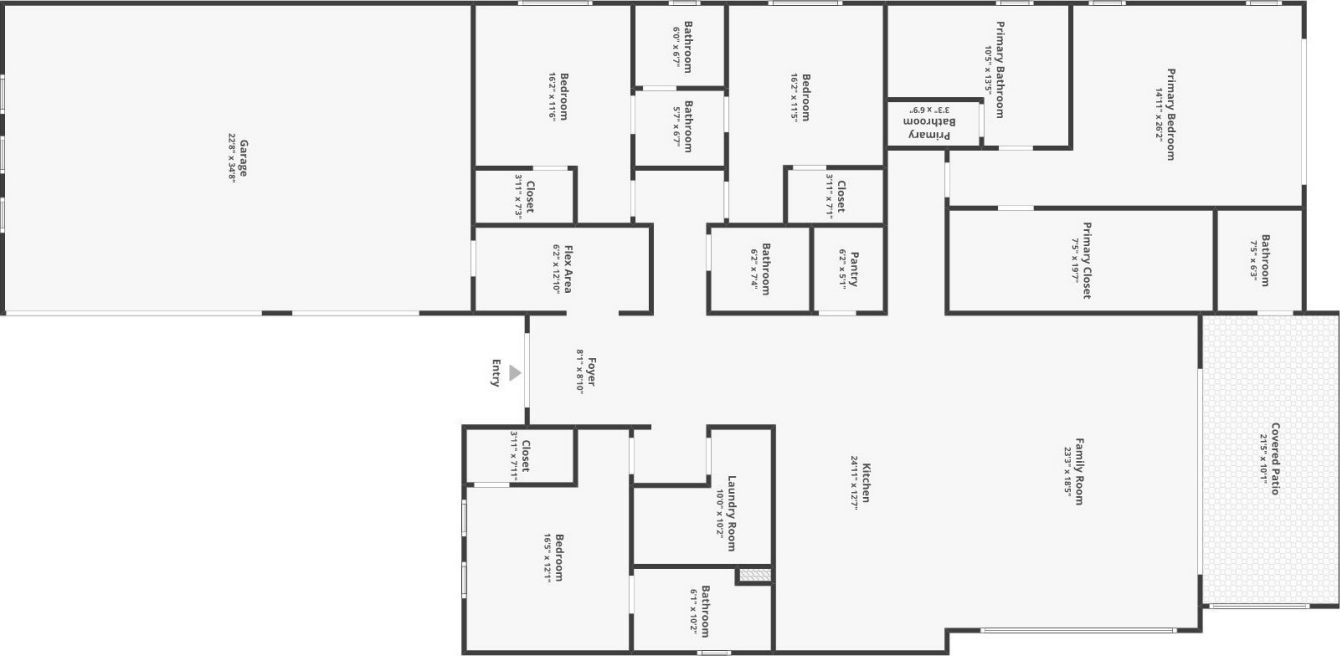 Garage
22'8" x 34'8"
Bedroom
16'2" x 11'6"
Bathroom
6'0" x 6'7"
Bathroom
5'7" x 6'7"
Bedroom
16'2" x 11'5"
Primary Bathroom
10'5" x 13'5"
Primary
Bathroom
3'3" x 6'9"
Primary Bedroom
14'11" x 26'2"
Closet
3'11" x 7'3"
Closet
3'11" x 7'1"
Flex Area
6'2" x 12'10"
Bathroom
6'2" x 7'4"
Pantry
6'2" x 5'1"
Primary Closet
7'5" x 19'7"
Bathroom
7'5" x 6'3"
Entry
Foyer
8'1" x 8'10"
Closet
3'11" x 7'11"
Bedroom
16'5" x 12'1"
Laundry Room
10'0" x 10'2"
Bathroom
6'1" x 10'2"
Kitchen
24'11" x 12'7"
Family Room
23'3" x 18'5"
Covered Patio
21'5" x 10'1"